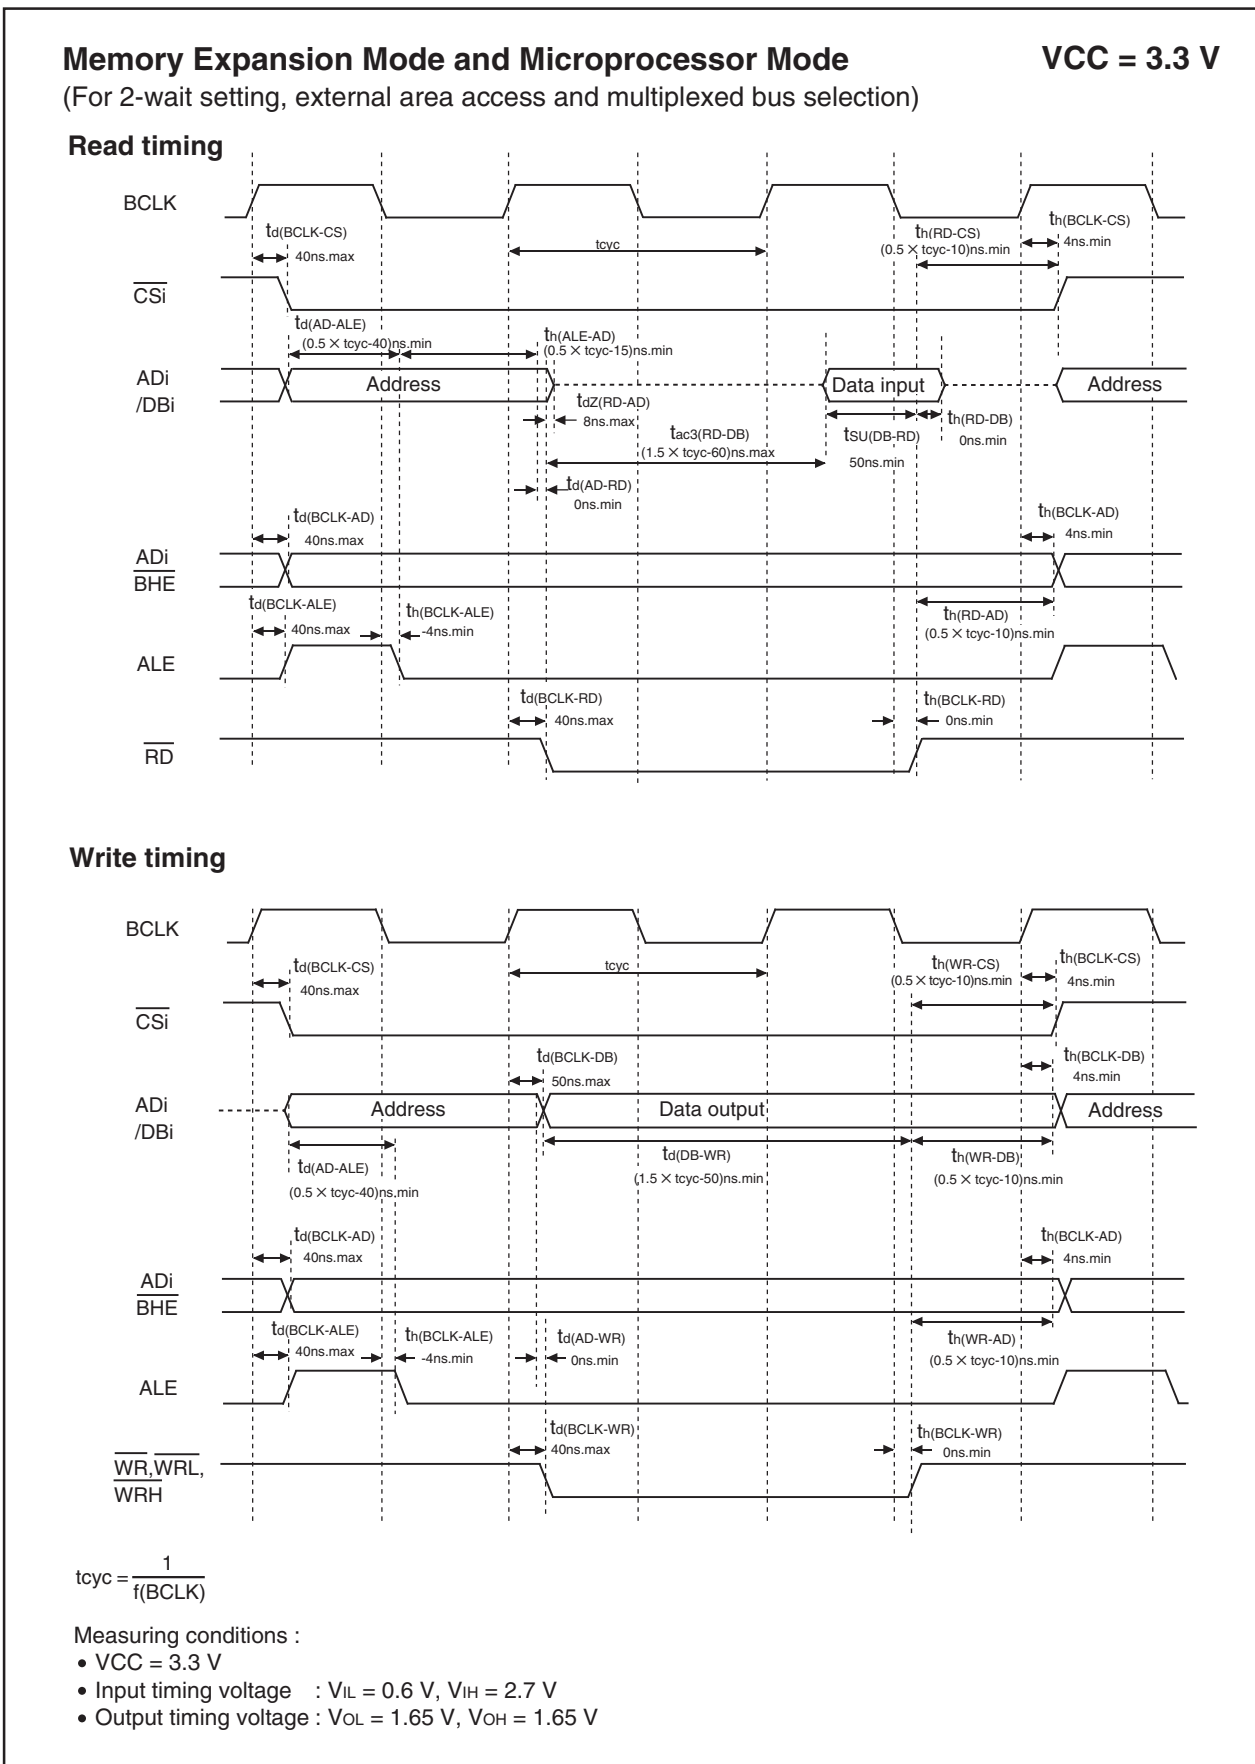 Memory Expansion Mode and Microprocessor Mode VCC = 3.3 V
(For 2-wait setting, external area access and multiplexed bus selection)
Read timing
BCLK
td(BCLK-CS)
40ns.max
tcyc
th(RD-CS)
(0.5 × tcyc-10)ns.min
th(BCLK-CS)
4ns.min
CSi
td(AD-ALE)
(0.5 × tcyc-40)ns.min
th(ALE-AD)
(0.5 × tcyc-15)ns.min
ADi
/DBi
Address
Data input
Address
tdZ(RD-AD)
8ns.max
tac3(RD-DB)
(1.5 × tcyc-60)ns.max
tSU(DB-RD)
50ns.min
th(RD-DB)
0ns.min
td(AD-RD)
0ns.min
td(BCLK-AD)
40ns.max
th(BCLK-AD)
4ns.min
ADi
BHE
td(BCLK-ALE)
40ns.max
th(BCLK-ALE)
-4ns.min
th(RD-AD)
(0.5 × tcyc-10)ns.min
ALE
td(BCLK-RD)
40ns.max
th(BCLK-RD)
0ns.min
RD
Write timing
BCLK
td(BCLK-CS)
40ns.max
tcyc
th(WR-CS)
(0.5 × tcyc-10)ns.min
th(BCLK-CS)
4ns.min
CSi
td(BCLK-DB)
50ns.max
th(BCLK-DB)
4ns.min
ADi
/DBi
Address
Data output
Address
td(AD-ALE)
(0.5 × tcyc-40)ns.min
td(DB-WR)
(1.5 × tcyc-50)ns.min
th(WR-DB)
(0.5 × tcyc-10)ns.min
td(BCLK-AD)
40ns.max
th(BCLK-AD)
4ns.min
ADi
BHE
td(BCLK-ALE)
40ns.max
th(BCLK-ALE)
-4ns.min
td(AD-WR)
0ns.min
th(WR-AD)
(0.5 × tcyc-10)ns.min
ALE
td(BCLK-WR)
40ns.max
th(BCLK-WR)
0ns.min
WR,WRL,
WRH
tcyc = 1
f(BCLK)
Measuring conditions :
• VCC = 3.3 V
• Input timing voltage : VIL = 0.6 V, VIH = 2.7 V
• Output timing voltage : VOL = 1.65 V, VOH = 1.65 V